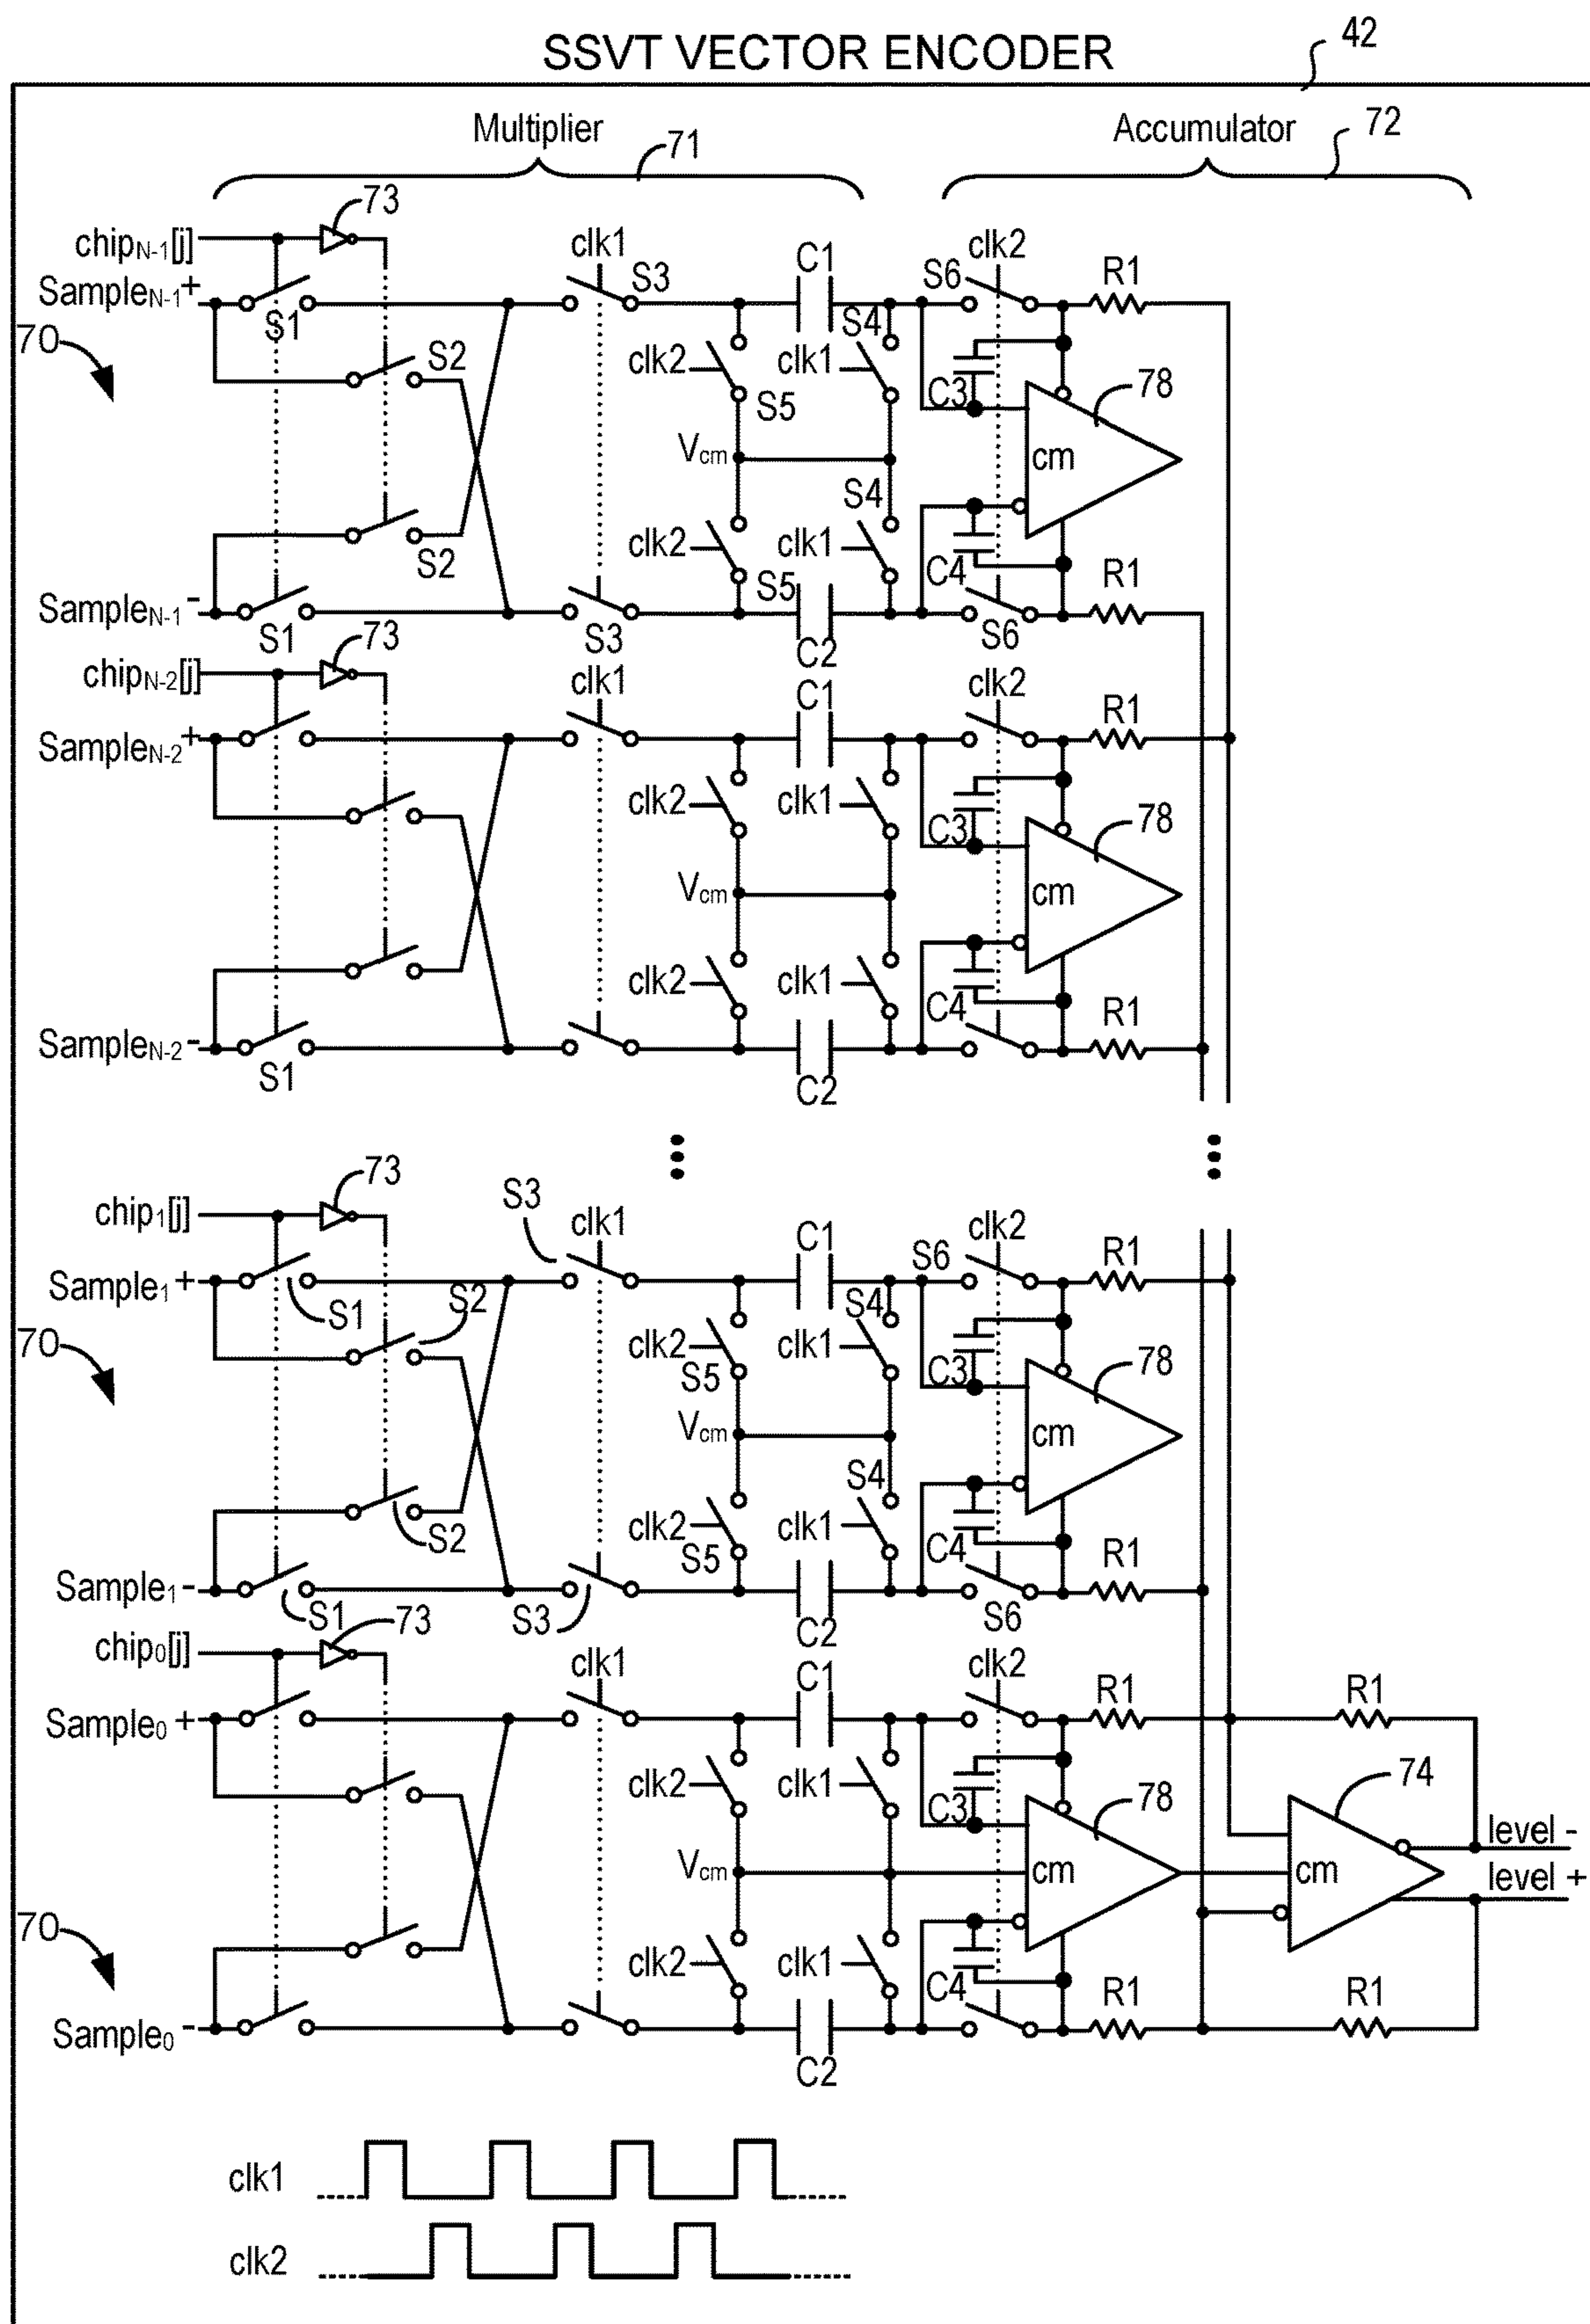 SSVT VECTOR ENCODER
42
Multiplier
71
Accumulator
72
73
chipN-1[j]
clk1
C1
clk2
R1
SampleN-1 +
S1
S3
S6
70
S2
S4
clk2
clk1
S5
C3
78
Vcm
cm
S4
clk2
clk1
S2
S5
C4
R1
SampleN-1 -
S1
S3
C2
S6
73
chipN-2[j]
clk1
C1
clk2
R1
SampleN-2 +
clk2
clk1
C3
78
Vcm
cm
clk2
clk1
C4
R1
SampleN-2 -
S1
C2
73
chip1[j]
S3
clk1
C1
clk2
R1
Sample1 +
S1
S6
S2
S4
70
clk2
clk1
S5
C3
78
Vcm
cm
S4
clk2
clk1
S2
S5
C4
R1
Sample1 -
S1
S3
C2
S6
73
chip0[j]
clk1
C1
clk2
R1
R1
Sample0 +
clk2
clk1
C3
78
74
level -
Vcm
cm
cm
level +
70
clk2
clk1
C4
R1
R1
Sample0 -
C2
clk1
clk2